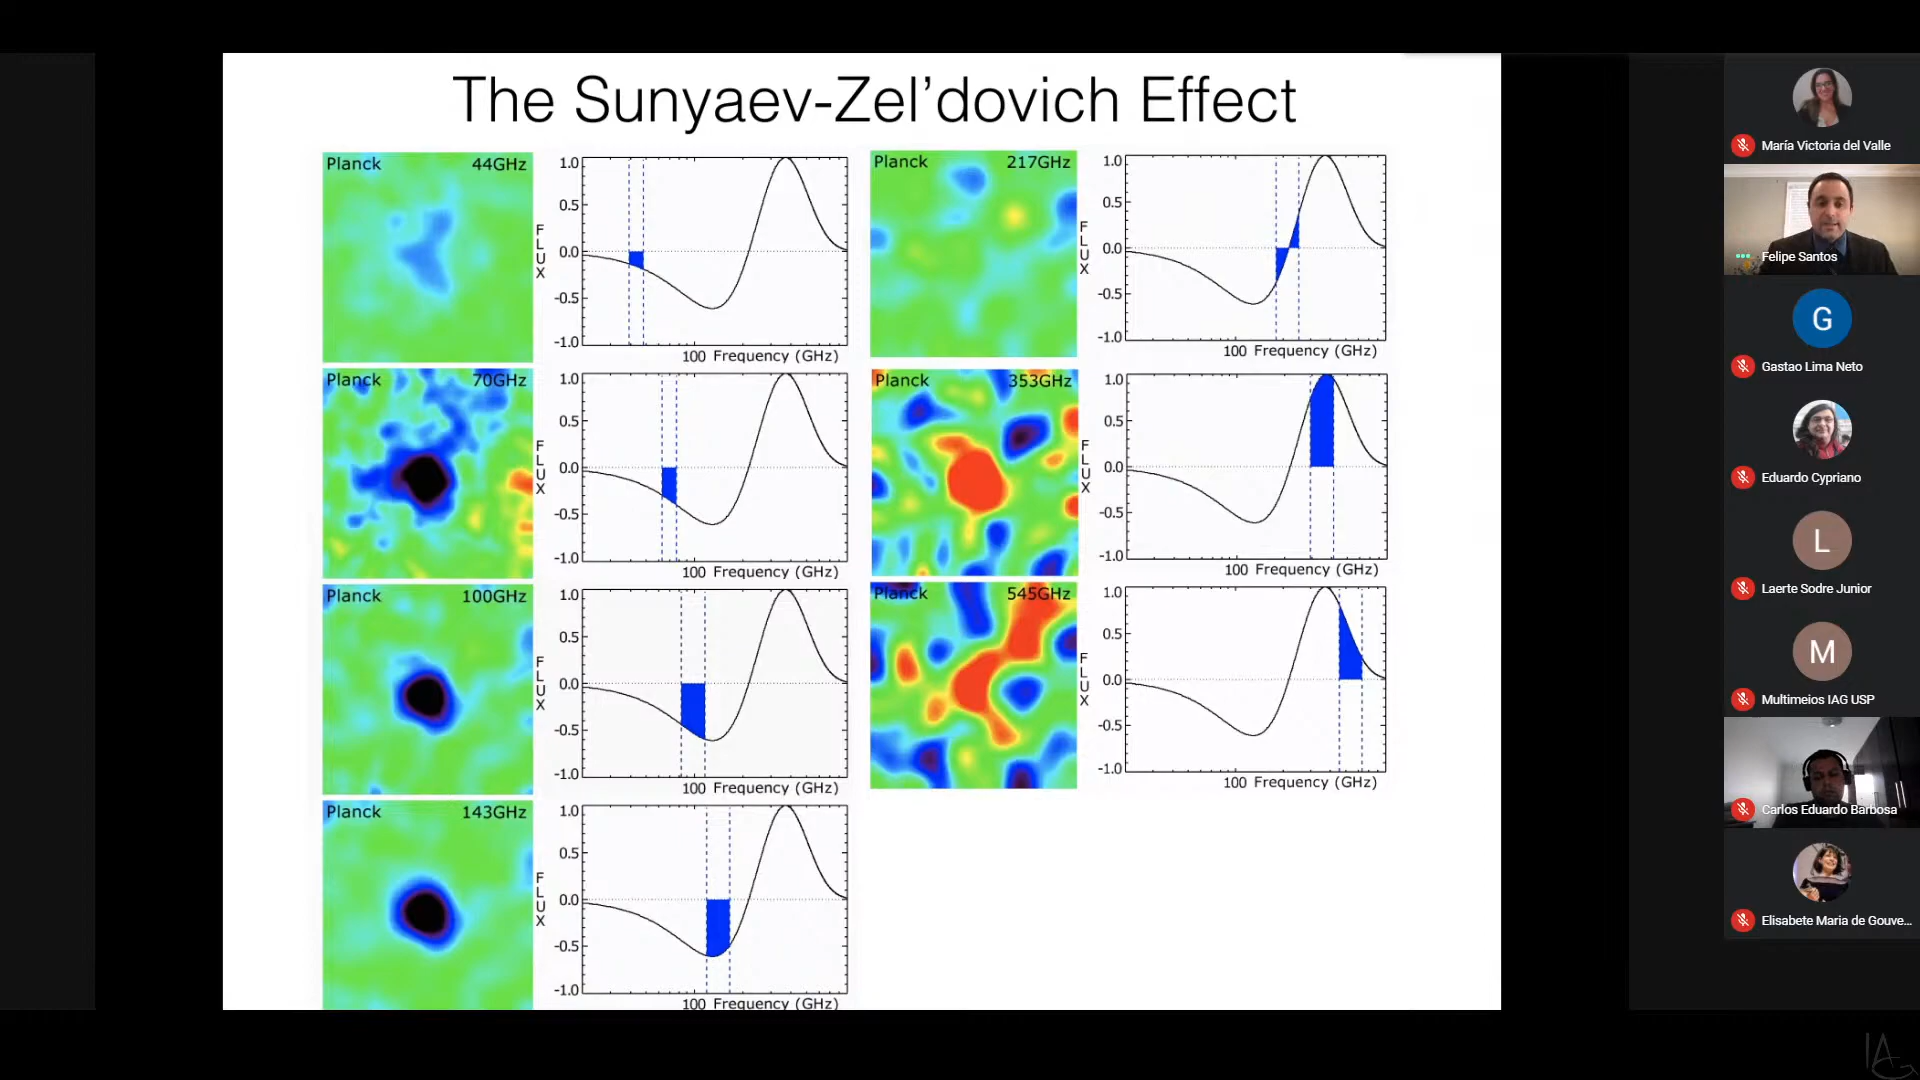 The Sunyaev-Zel’dovich Effect
Planck 44GHz
1.0
0.5
0.0
-0.5
-1.0
FLUX
100 Frequency (GHz)
Planck 70GHz
1.0
0.5
0.0
-0.5
-1.0
FLUX
100 Frequency (GHz)
Planck 100GHz
1.0
0.5
0.0
-0.5
-1.0
FLUX
100 Frequency (GHz)
Planck 143GHz
1.0
0.5
0.0
-0.5
-1.0
FLUX
100 Frequency (GHz)
Planck 217GHz
1.0
0.5
0.0
-0.5
-1.0
FLUX
100 Frequency (GHz)
Planck 353GHz
1.0
0.5
0.0
-0.5
-1.0
FLUX
100 Frequency (GHz)
Planck 545GHz
1.0
0.5
0.0
-0.5
-1.0
FLUX
100 Frequency (GHz)
María Victoria del Valle
Felipe Santos
G
Gastao Lima Neto
Eduardo Cypriano
L
Laerte Sodre Junior
M
Multimeios IAG USP
Carlos Eduardo Barbosa
Elisabete Maria de Gouve...
IAG